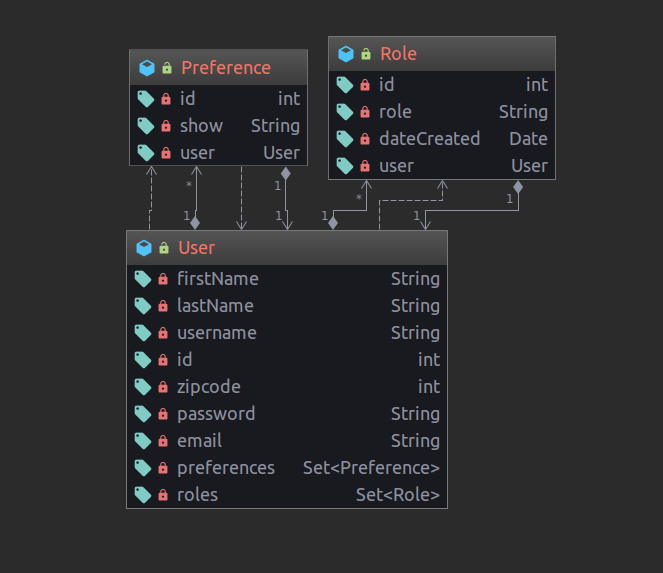 Preference
id int
show String
user User
Role
id int
role String
dateCreated Date
user User
* 1 * 1
1 1 1 1
User
firstName String
lastName String
username String
id int
zipcode int
password String
email String
preferences Set<Preference>
roles Set<Role>